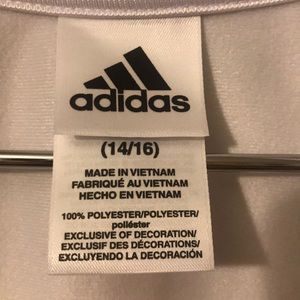 adidas
(14/16)
MADE IN VIETNAM
FABRIQUÉ AU VIETNAM
HECHO EN VIETNAM
100% POLYESTER/POLYESTER/
poliéster
EXCLUSIVE OF DECORATION/
EXCLUSIF DES DÉCORATIONS/
EXCLUYENDO LA DECORACIÓN